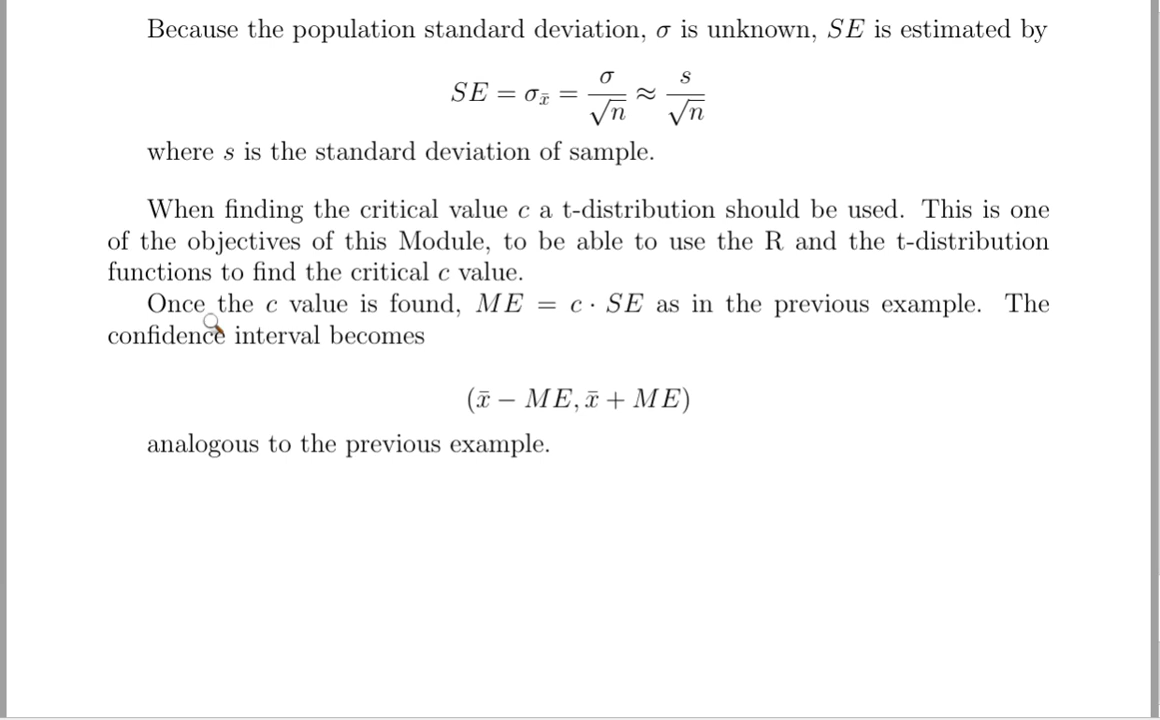 Because the population standard deviation, σ is unknown, SE is estimated by
SE = σ_x̄ = σ/√n ≈ s/√n
where s is the standard deviation of sample.
When finding the critical value c a t-distribution should be used. This is one
of the objectives of this Module, to be able to use the R and the t-distribution
functions to find the critical c value.
Once the c value is found, ME = c · SE as in the previous example. The
confidence interval becomes
(x̄ − ME, x̄ + ME)
analogous to the previous example.